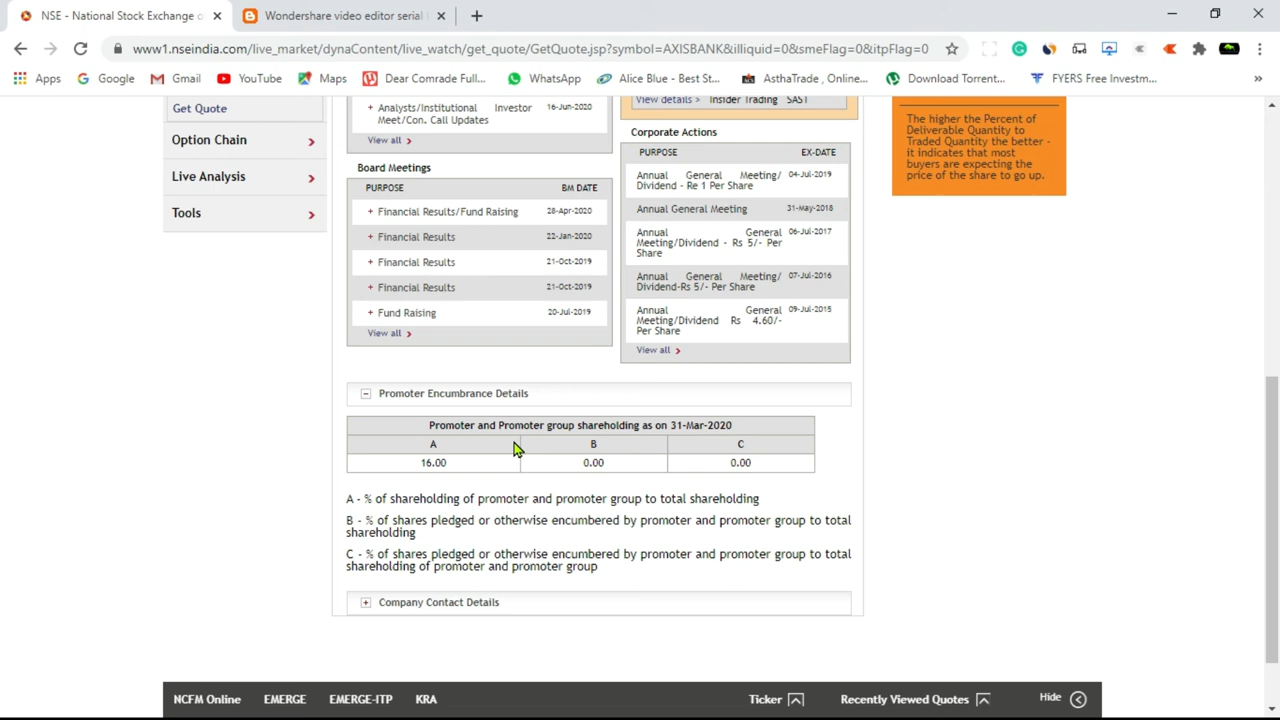 NSE - National Stock Exchange o
Wondershare video editor serial
www1.nseindia.co/live_market/dynaContent/live_watch/get_quote/GetQuote.jsp?symbol=AXISBANK&illiquid=0&smeFlag=0&itpFlag=0
Apps
Google
Gmail
YouTube
Maps
Dear Comrade Full...
WhatsApp
Alice Blue - Best St...
AsthaTrade , Online...
Download Torrent...
FYERS Free Investm...
»
Get Quote
Option Chain
Live Analysis
Tools
Analysts/Institutional Investor
Meet/Con. Call Updates
16-Jun-2020
View all
Board Meetings
PURPOSE BM DATE
+ Financial Results/Fund Raising 28-Apr-2020
+ Financial Results 22-Jan-2020
+ Financial Results 21-Oct-2019
+ Financial Results 21-Oct-2019
+ Fund Raising 20-Jul-2019
View all
View details > Insider Trading SAST
Corporate Actions
PURPOSE EX-DATE
Annual General Meeting/ 04-Jul-2019
Dividend - Re 1 Per Share
Annual General Meeting 31-May-2018
Annual General 06-Jul-2017
Meeting/Dividend - Rs 5/- Per
Share
Annual General Meeting/ 07-Jul-2016
Dividend-Rs 5/- Per Share
Annual General 09-Jul-2015
Meeting/Dividend Rs 4.60/-
Per Share
View all
The higher the Percent of
Deliverable Quantity to
Traded Quantity the better -
it indicates that most
buyers are expecting the
price of the share to go up.
Promoter Encumbrance Details
Promoter and Promoter group shareholding as on 31-Mar-2020
A B C
16.00 0.00 0.00
A - % of shareholding of promoter and promoter group to total shareholding
B - % of shares pledged or otherwise encumbered by promoter and promoter group to total
shareholding
C - % of shares pledged or otherwise encumbered by promoter and promoter group to total
shareholding of promoter and promoter group
Company Contact Details
NCFM Online
EMERGE
EMERGE-ITP
KRA
Ticker
Recently Viewed Quotes
Hide